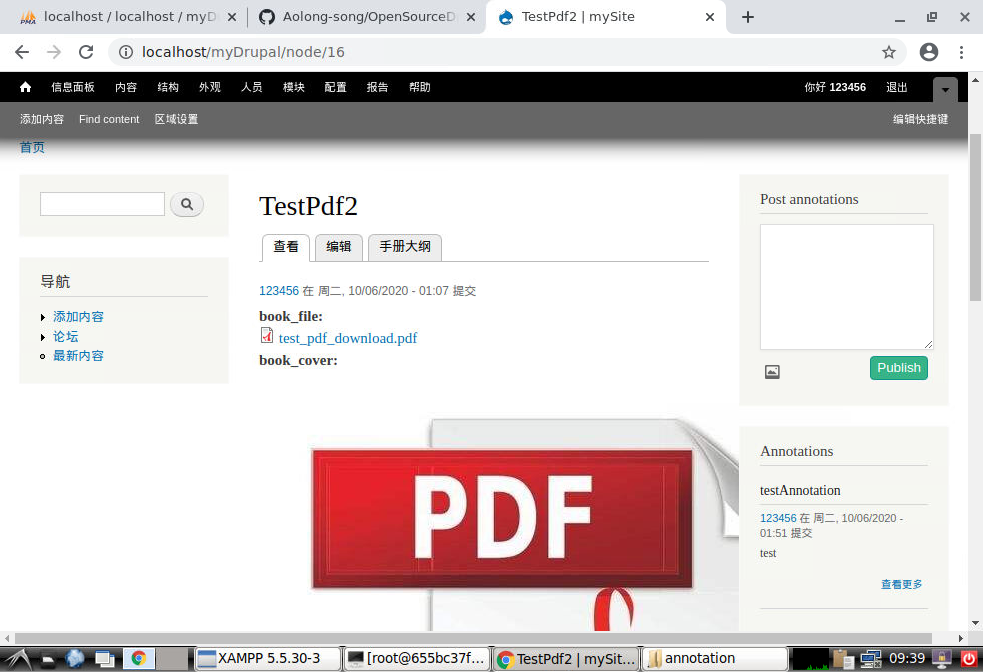 localhost / localhost / myD
Aolong-song/OpenSourceD
TestPdf2 | mySite
localhost/myDrupal/node/16
信息面板 内容 结构 外观 人员 模块 配置 报告 帮助 你好 123456 退出
添加内容 Find content 区域设置 编辑快捷键
首页
TestPdf2
查看 编辑 手册大纲
导航
添加内容
论坛
最新内容
123456 在 周二, 10/06/2020 - 01:07 提交
book_file:
test_pdf_download.pdf
book_cover:
PDF
Post annotations
Publish
Annotations
testAnnotation
123456 在 周二, 10/06/2020 -
01:51 提交
test
查看更多
XAMPP 5.5.30-3 [root@655bc37f... TestPdf2 | mySit... annotation 09:39